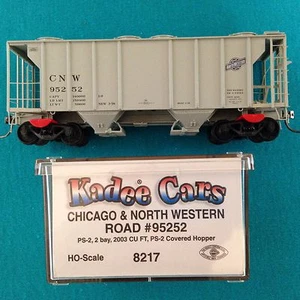 C N W
95252
Kadee Cars
CHICAGO & NORTH WESTERN
ROAD #95252
PS-2, 2 bay, 2003 CU FT, PS-2 Covered Hopper
HO-Scale 8217